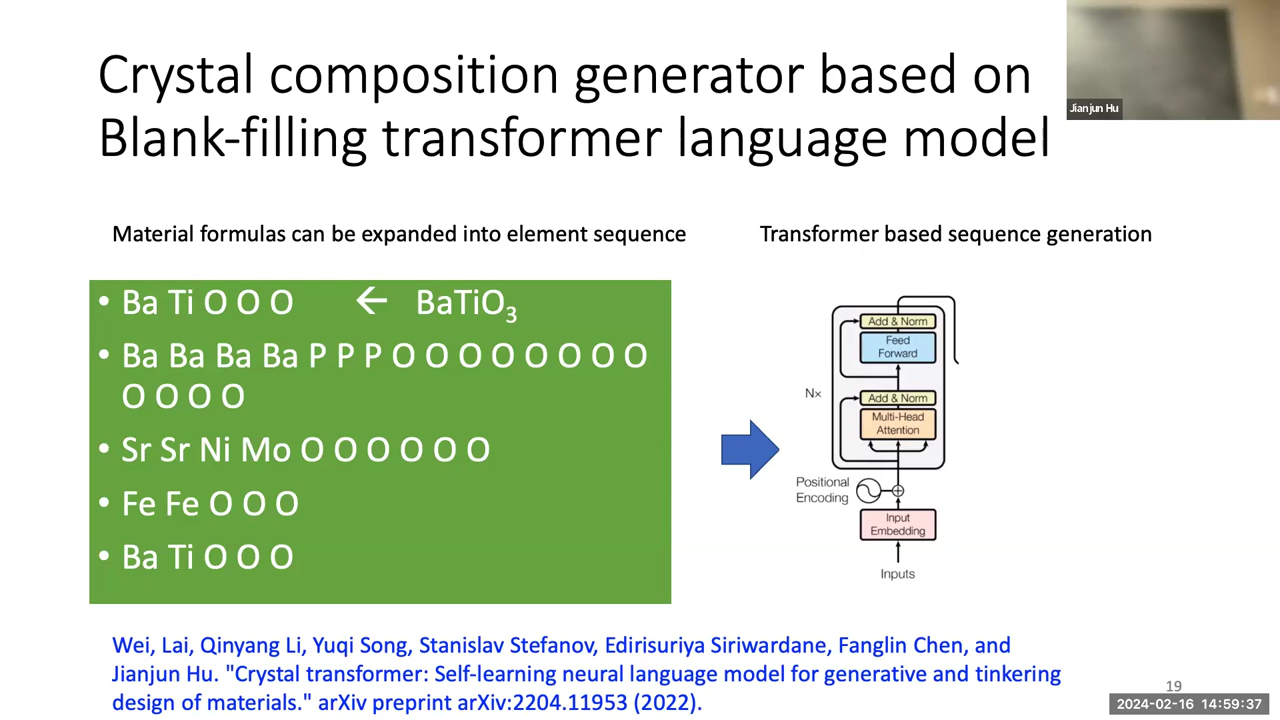 Crystal composition generator based on
Blank-filling transformer language model
Jianjun Hu
Material formulas can be expanded into element sequence
Transformer based sequence generation
• Ba Ti O O O ← BaTiO₃
• Ba Ba Ba Ba P P P O O O O O O O O
O O O O
• Sr Sr Ni Mo O O O O O O
• Fe Fe O O O
• Ba Ti O O O
Add & Norm
Feed
Forward
Nx
Add & Norm
Multi-Head
Attention
Positional
Encoding
Input
Embedding
Inputs
Wei, Lai, Qinyang Li, Yuqi Song, Stanislav Stefanov, Edirisuriya Siriwardane, Fanglin Chen, and
Jianjun Hu. "Crystal transformer: Self-learning neural language model for generative and tinkering
design of materials." arXiv preprint arXiv:2204.11953 (2022).
19
2024-02-16 14:59:37